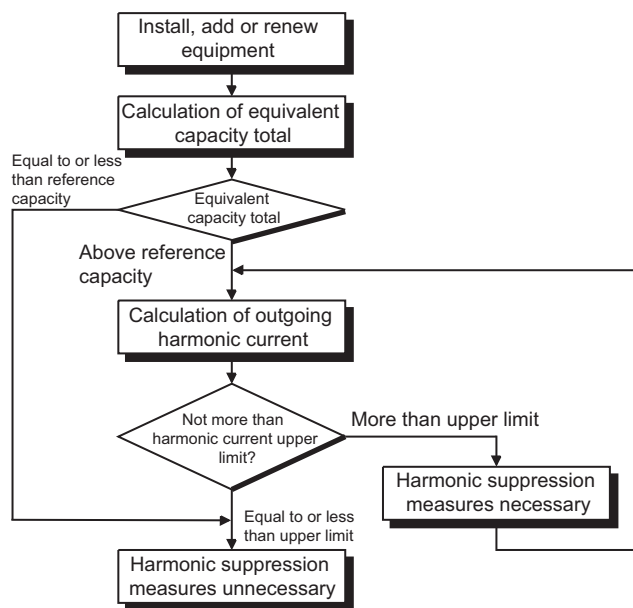 Install, add or renew
equipment
Calculation of equivalent
capacity total
Equal to or less
than reference
capacity
Equivalent
capacity total
Above reference
capacity
Calculation of outgoing
harmonic current
Not more than
harmonic current upper
limit?
More than upper limit
Harmonic suppression
measures necessary
Equal to or less
than upper limit
Harmonic suppression
measures unnecessary